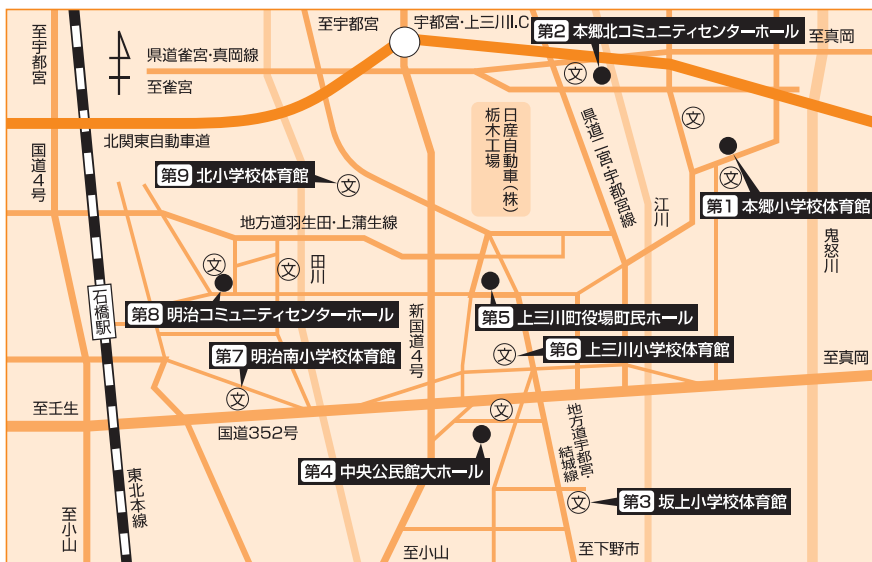 至宇都宮
至宇都宮
宇都宮・上三川I.C
第2 本郷北コミュニティセンターホール
至真岡
県道雀宮・真岡線
至雀宮
文
文
北関東自動車道
国道4号
日産自動車(株)
栃木工場
県道二宮・宇都宮線
第9 北小学校体育館
文
文
第1 本郷小学校体育館
江川
鬼怒川
地方道羽生田・上蒲生線
文
文
田川
石橋駅
第8 明治コミュニティセンターホール
新国道4号
第5 上三川町役場町民ホール
第7 明治南小学校体育館
文
第6 上三川小学校体育館
至真岡
文
至壬生
国道352号
文
地方道宇都宮・
結城線
第4 中央公民館大ホール
東北本線
文
第3 坂上小学校体育館
至小山
至小山
至下野市